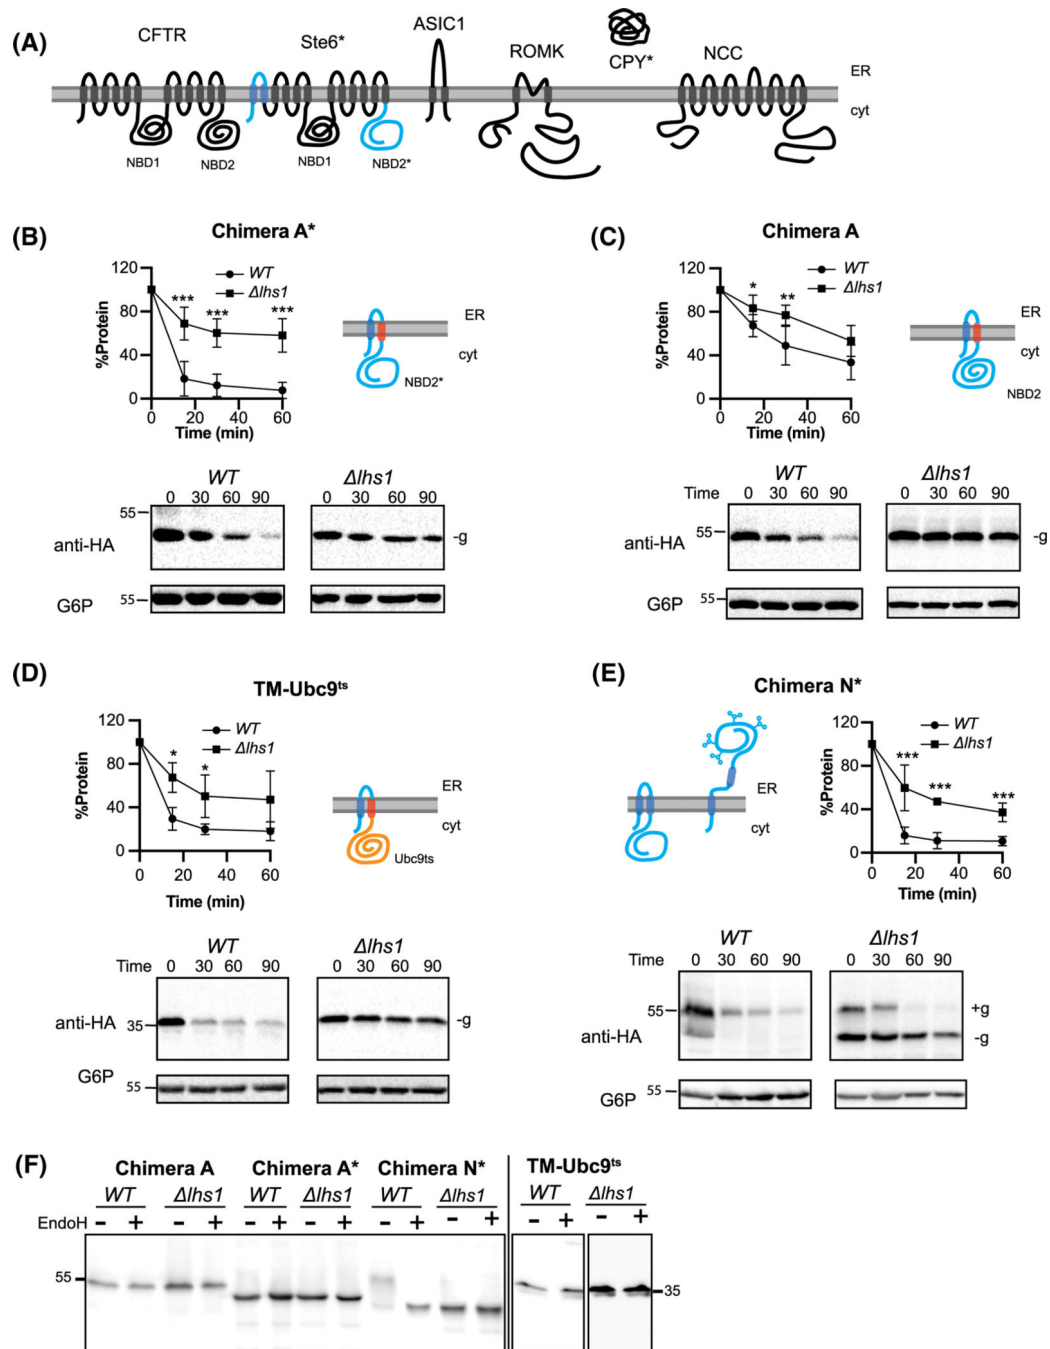 (A)
CFTR
Ste6*
ASIC1
ROMK
CPY*
NCC
ER
cyt
NBD1
NBD2
NBD1
NBD2*
(B)
Chimera A*
120
80
40
0
%Protein
WT
Δlhs1
***
***
***
0 20 40 60
Time (min)
ER
cyt
NBD2*
WT
Δlhs1
0 30 60 90
0 30 60 90
55
anti-HA
-g
G6P
55
(C)
Chimera A
120
80
40
0
%Protein
WT
Δlhs1
*
**
0 20 40 60
Time (min)
ER
cyt
NBD2
WT
Δlhs1
Time 0 30 60 90
0 30 60 90
55
anti-HA
-g
G6P
55
(D)
TM-Ubc9ts
120
80
40
0
%Protein
WT
Δlhs1
*
*
0 20 40 60
Time (min)
ER
cyt
Ubc9ts
WT
Δlhs1
Time 0 30 60 90
0 30 60 90
anti-HA
35
-g
G6P
55
(E)
Chimera N*
ER
cyt
120
80
40
0
%Protein
WT
Δlhs1
***
***
***
0 20 40 60
Time (min)
WT
Δlhs1
Time 0 30 60 90
0 30 60 90
55
+g
anti-HA
-g
G6P
55
(F)
Chimera A Chimera A* Chimera N* TM-Ubc9ts
WT Δlhs1 WT Δlhs1 WT Δlhs1 WT Δlhs1
EndoH - + - + - + - + - + - + - + - +
55
35